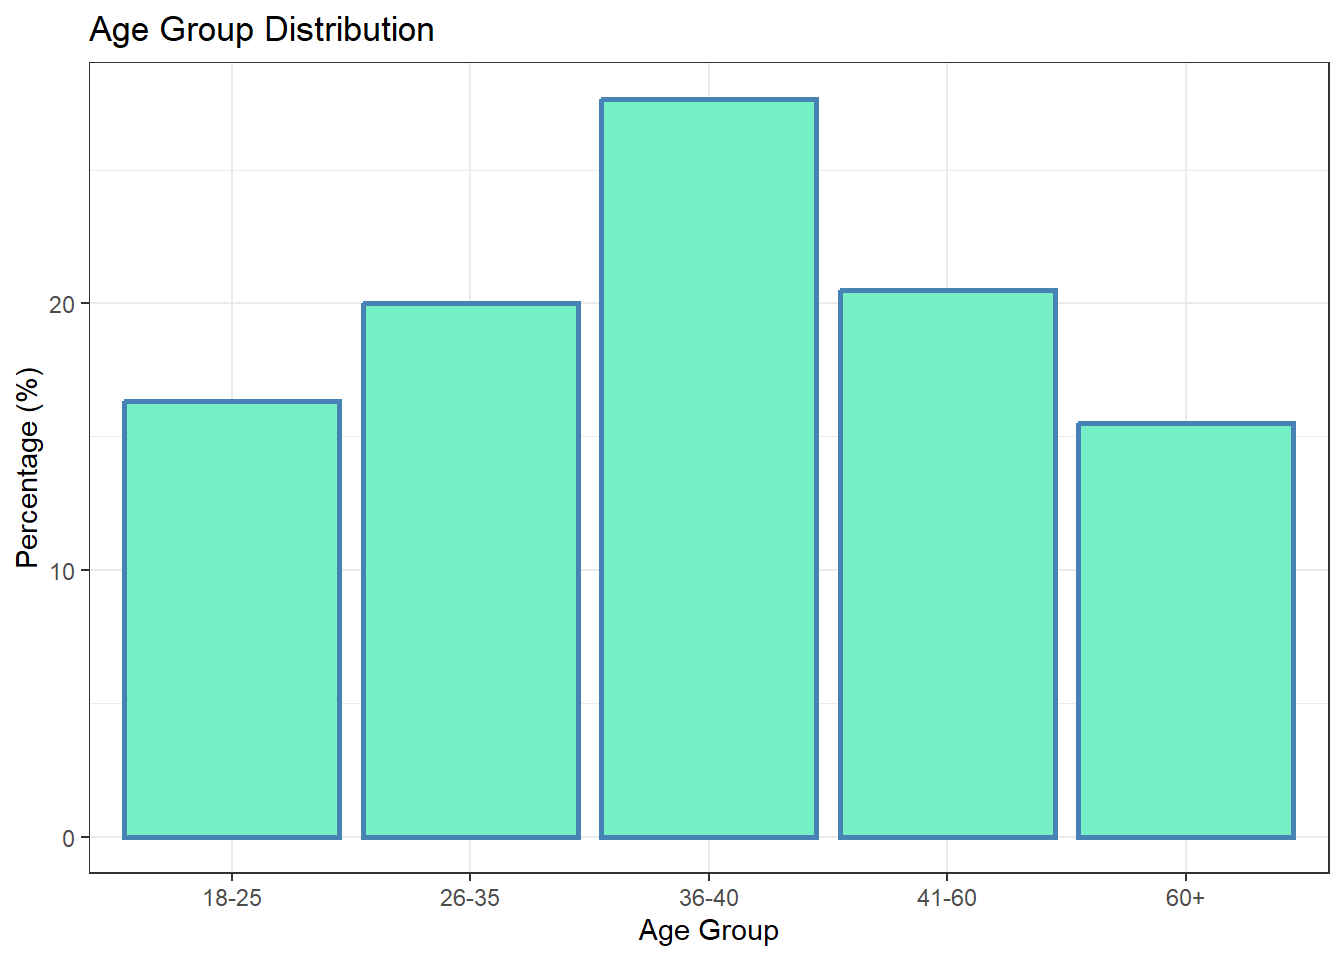 Age Group Distribution
Percentage (%)
20
10
0
18-25 26-35 36-40 41-60 60+
Age Group